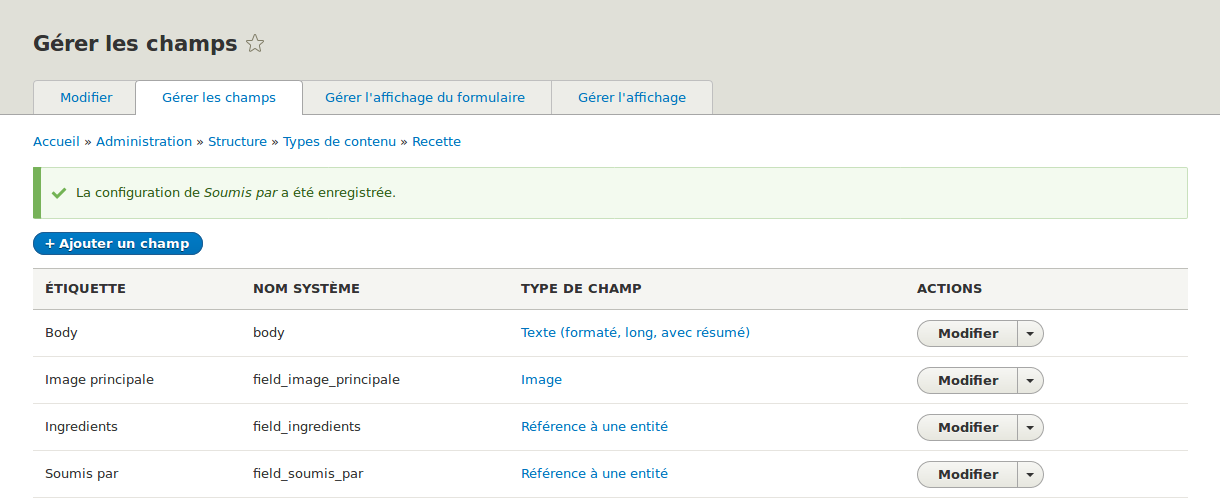 Gérer les champs
Modifier Gérer les champs Gérer l'affichage du formulaire Gérer l'affichage
Accueil » Administration » Structure » Types de contenu » Recette
La configuration de Soumis par a été enregistrée.
+ Ajouter un champ
ÉTIQUETTE NOM SYSTÈME TYPE DE CHAMP ACTIONS
Body body Texte (formaté, long, avec résumé) Modifier
Image principale field_image_principale Image Modifier
Ingredients field_ingredients Référence à une entité Modifier
Soumis par field_soumis_par Référence à une entité Modifier